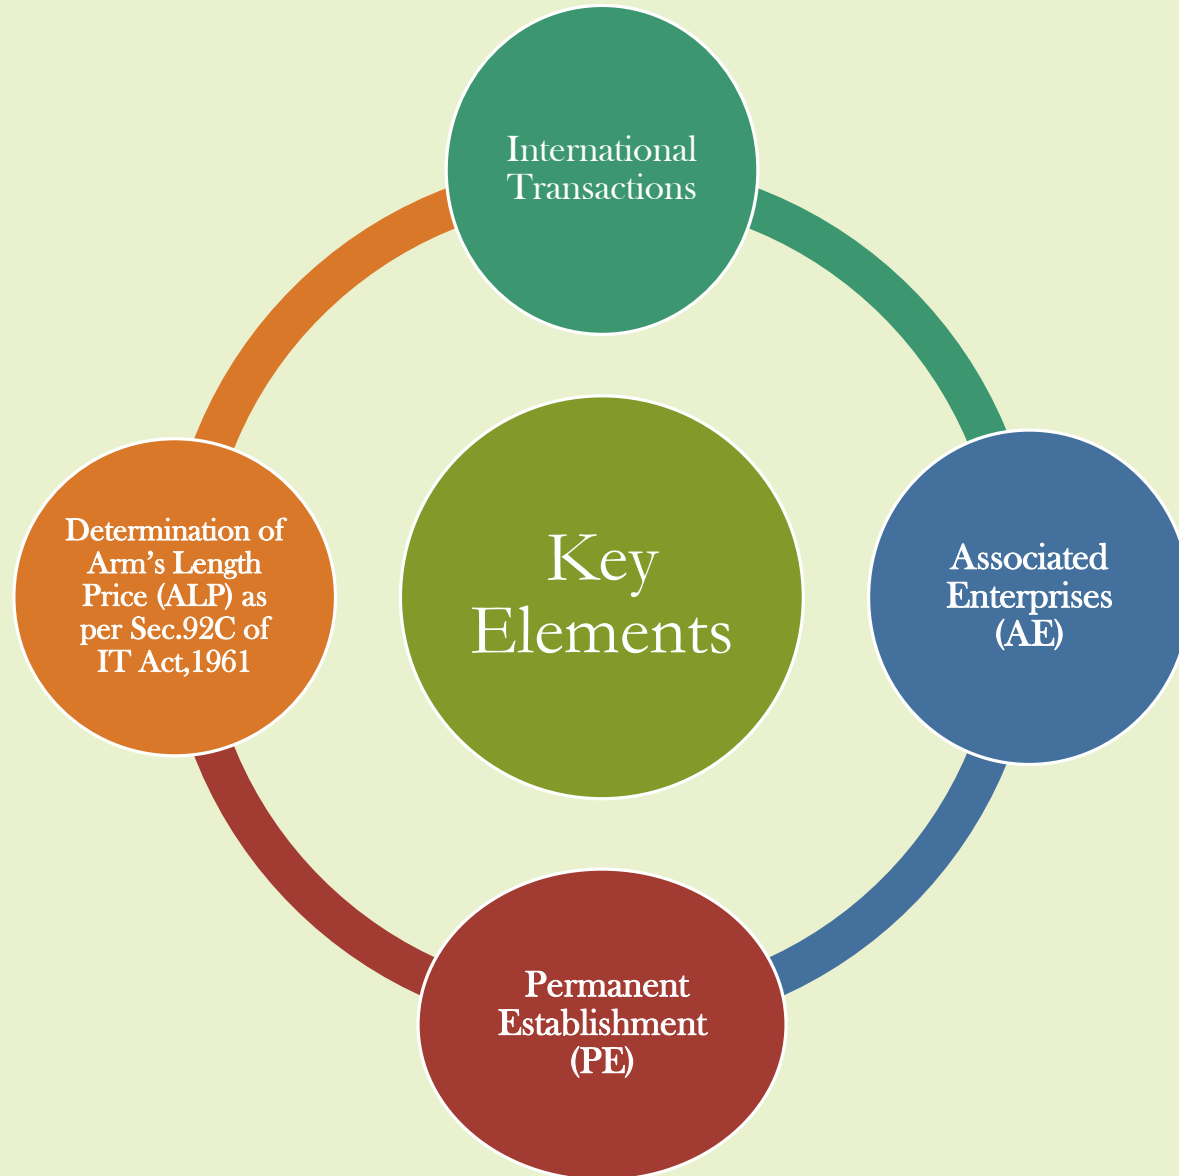 International
Transactions
Key
Elements
Determination of
Arm’s Length
Price (ALP) as
per Sec.92C of
IT Act,1961
Associated
Enterprises
(AE)
Permanent
Establishment
(PE)